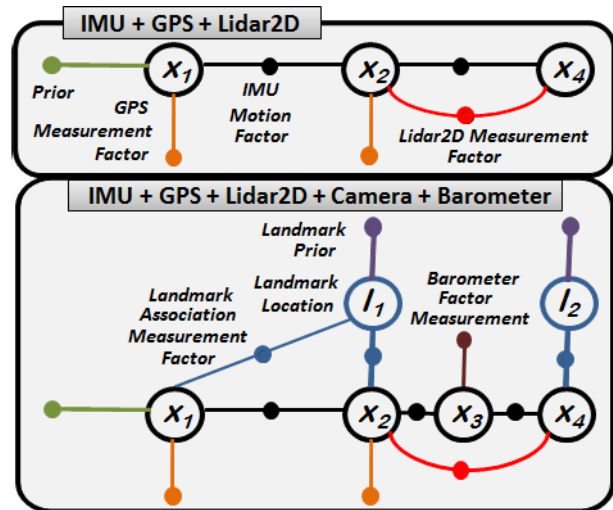 IMU + GPS + Lidar2D
x1
x2
x4
Prior
GPS
Measurement
Factor
IMU
Motion
Factor
Lidar2D Measurement
Factor
IMU + GPS + Lidar2D + Camera + Barometer
Landmark
Prior
Landmark
Location
l1
Barometer
Factor
Measurement
l2
Landmark
Association
Measurement
Factor
x1
x2
x3
x4